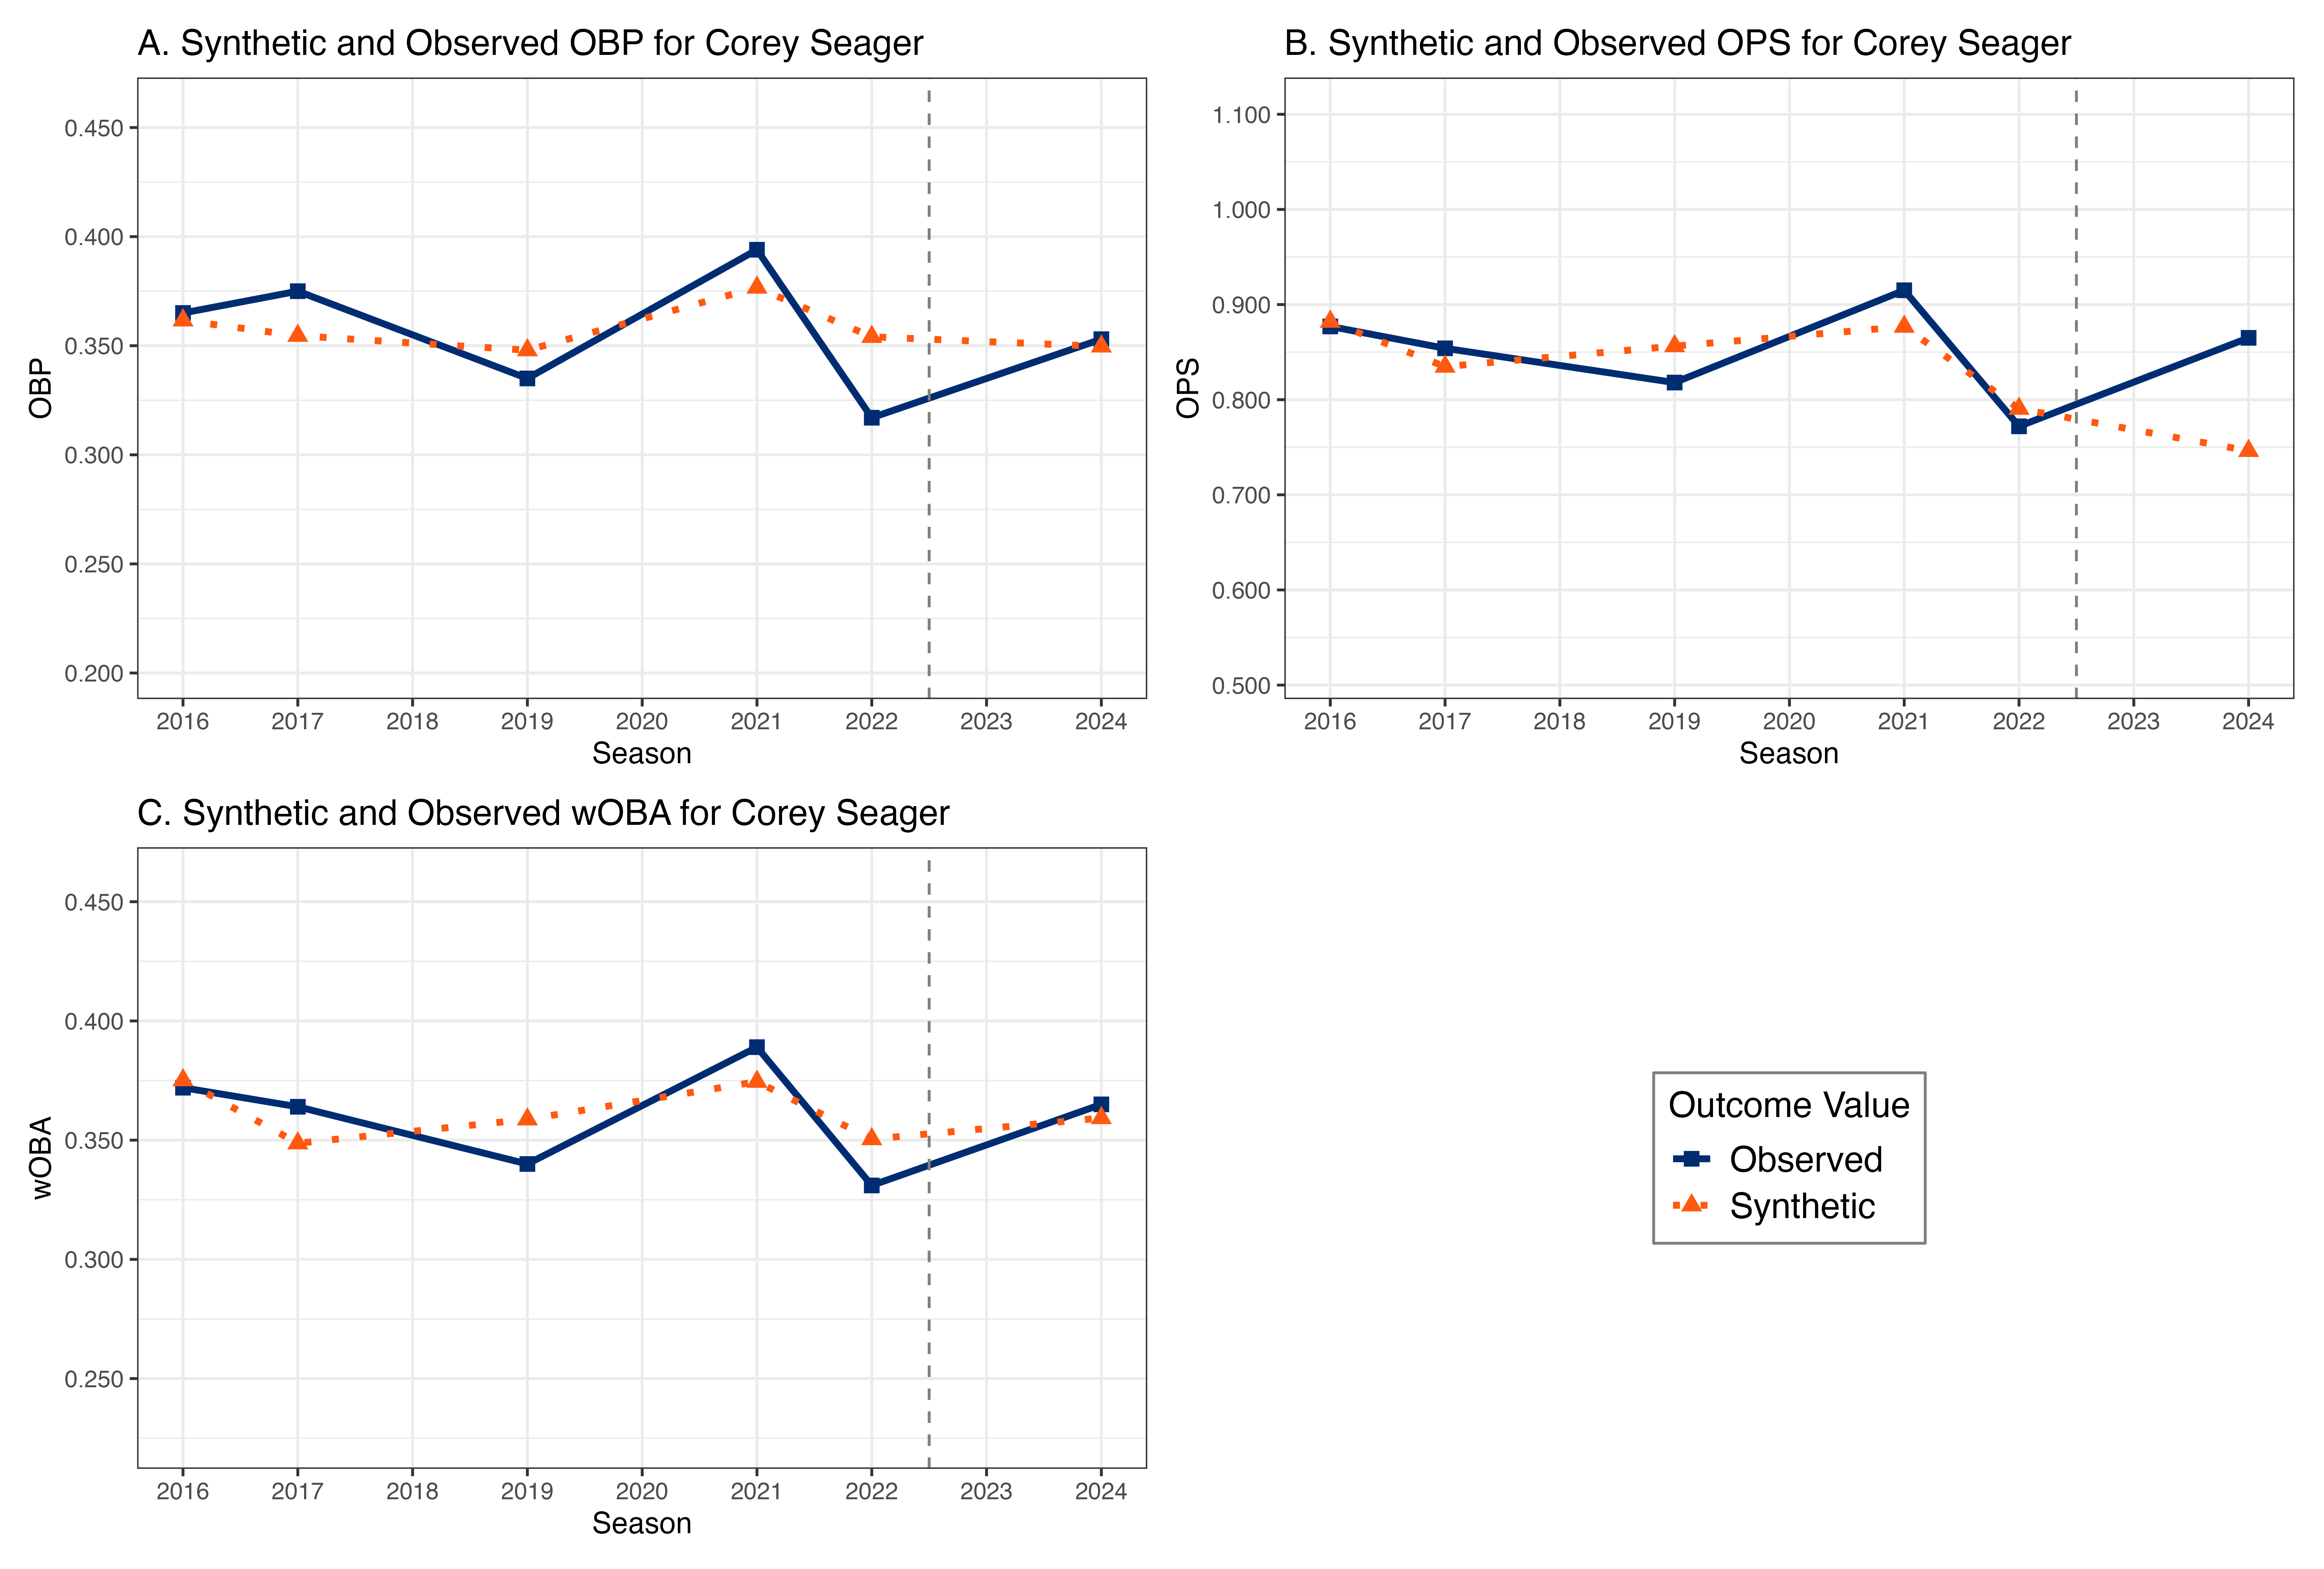 A. Synthetic and Observed OBP for Corey Seager
0.450
0.400
0.350
0.300
0.250
0.200
OBP
2016 2017 2018 2019 2020 2021 2022 2023 2024
Season
B. Synthetic and Observed OPS for Corey Seager
1.100
1.000
0.900
0.800
0.700
0.600
0.500
OPS
2016 2017 2018 2019 2020 2021 2022 2023 2024
Season
C. Synthetic and Observed wOBA for Corey Seager
0.450
0.400
0.350
0.300
0.250
wOBA
2016 2017 2018 2019 2020 2021 2022 2023 2024
Season
Outcome Value
Observed
Synthetic